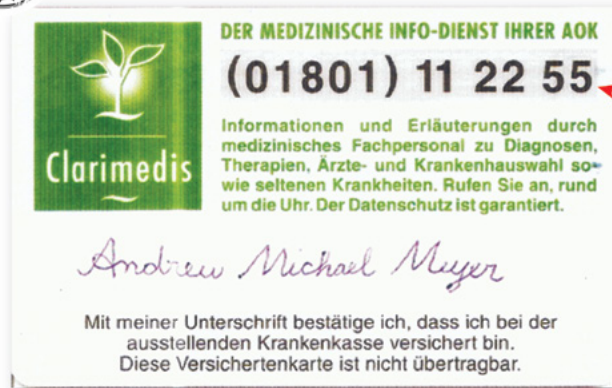 DER MEDIZINISCHE INFO-DIENST IHRER AOK
(01801) 11 22 55
Informationen und Erläuterungen durch
medizinisches Fachpersonal zu Diagnosen,
Therapien, Ärzte- und Krankenhauswahl so-
wie seltenen Krankheiten. Rufen Sie an, rund
um die Uhr. Der Datenschutz ist garantiert.
Clarimedis
Andrew Michael Meyer
Mit meiner Unterschrift bestätige ich, dass ich bei der
ausstellenden Krankenkasse versichert bin.
Diese Versichertenkarte ist nicht übertragbar.